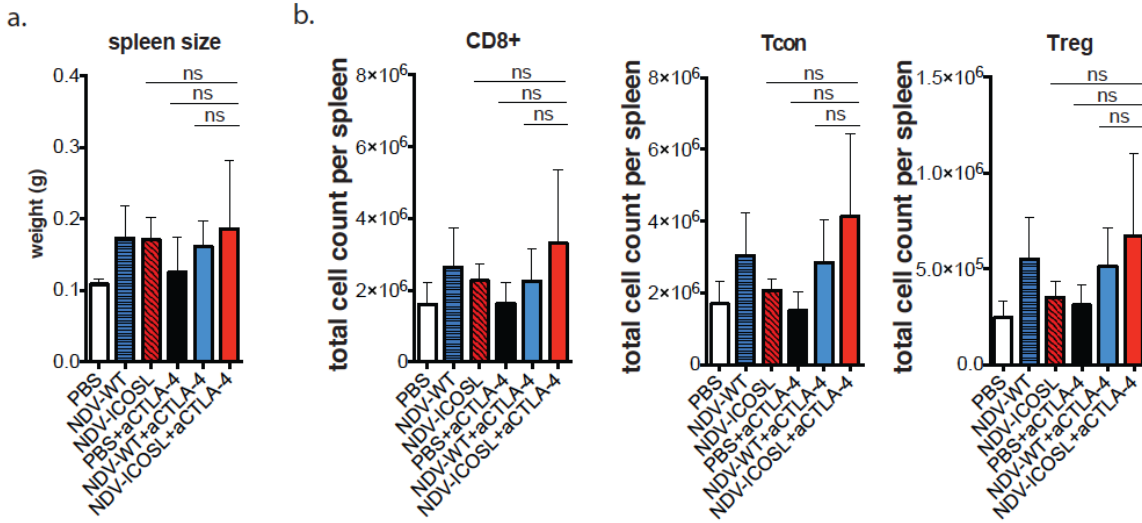 a.
spleen size
weight (g)
0.4
0.3
0.2
0.1
0.0
ns
ns
ns
PBS
NDV-WT
NDV-ICOSL
PBS+aCTLA-4
NDV-WT+aCTLA-4
NDV-ICOSL+aCTLA-4
b.
CD8+
total cell count per spleen
8×10⁶
6×10⁶
4×10⁶
2×10⁶
0
ns
ns
ns
PBS
NDV-WT
NDV-ICOSL
PBS+aCTLA-4
NDV-WT+aCTLA-4
NDV-ICOSL+aCTLA-4
Tcon
total cell count per spleen
8×10⁶
6×10⁶
4×10⁶
2×10⁶
0
ns
ns
ns
PBS
NDV-WT
NDV-ICOSL
PBS+aCTLA-4
NDV-WT+aCTLA-4
NDV-ICOSL+aCTLA-4
Treg
total cell count per spleen
1.5×10⁶
1.0×10⁶
5.0×10⁵
0.0
ns
ns
ns
PBS
NDV-WT
NDV-ICOSL
PBS+aCTLA-4
NDV-WT+aCTLA-4
NDV-ICOSL+aCTLA-4